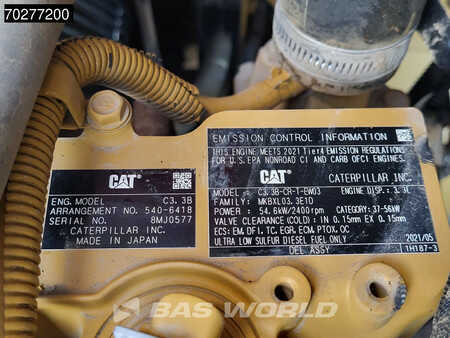 70277200
CAT
ENG. MODEL C3.3B
ARRANGEMENT NO. 540-6418
SERIAL NO. 8MJ0577
CATERPILLAR INC.
MADE IN JAPAN
EMISSION CONTROL INFORMATION
THIS ENGINE MEETS 2021 Tier4 EMISSION REGULATIONS
FOR U.S.EPA NONROAD CI AND CARB OFCI ENGINES.
CAT CATERPILLAR INC.
MODEL: C3.3B-CR-T-EW03 ENGINE DISP.: 3.3L
FAMILY: MKBXL03.3E1D
POWER: 54.6kW/2400rpm CATEGORY: 37-56kW
VALVE LASH(COLD): IN 0.15mm EX 0.15mm
ECS: EM. DFI. TC. EGR. ECM. PTOX. OC
ULTRA LOW SULFUR DIESEL FUEL ONLY 2021/05
DEL ASSY 1H187-3
BAS WORLD